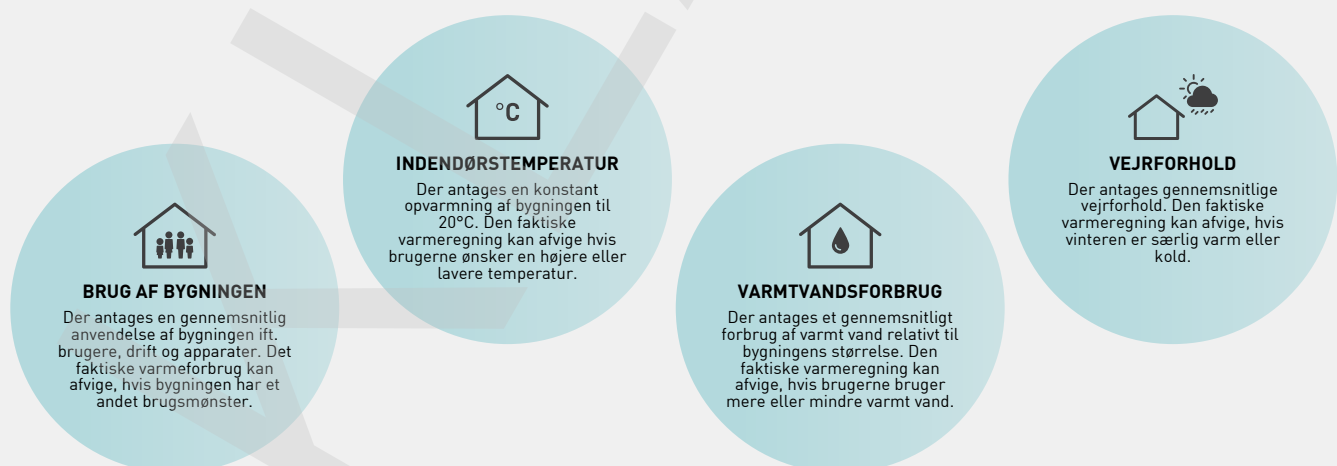 BRUG AF BYGNINGEN
Der antages en gennemsnitlig
anvendelse af bygningen ift.
brugere, drift og apparater. Det
faktiske varmeforbrug kan
afvige, hvis bygningen har et
andet brugsmønster.
°C
INDENDØRSTEMPERATUR
Der antages en konstant
opvarmning af bygningen til
20°C. Den faktiske
varmeregning kan afvige hvis
brugerne ønsker en højere eller
lavere temperatur.
VARMTVANDSFORBRUG
Der antages et gennemsnitligt
forbrug af varmt vand relativt til
bygningens størrelse. Den
faktiske varmeregning kan
afvige, hvis brugerne bruger
mere eller mindre varmt vand.
VEJRFORHOLD
Der antages gennemsnitlige
vejrforhold. Den faktiske
varmeregning kan afvige, hvis
vinteren er særlig varm eller
kold.